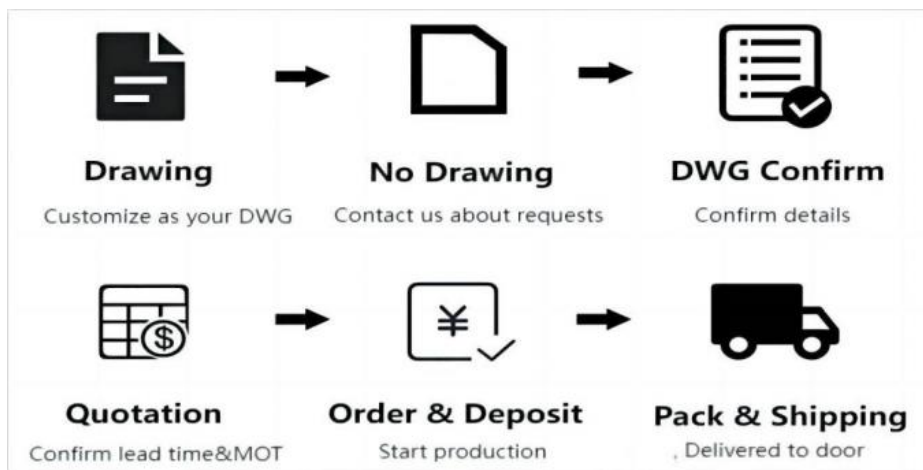 Drawing
No Drawing
DWG Confirm
Customize as your DWG
Contact us about requests
Confirm details
$
¥
Quotation
Order & Deposit
Pack & Shipping
Confirm lead time&MOT
Start production
, Delivered to door